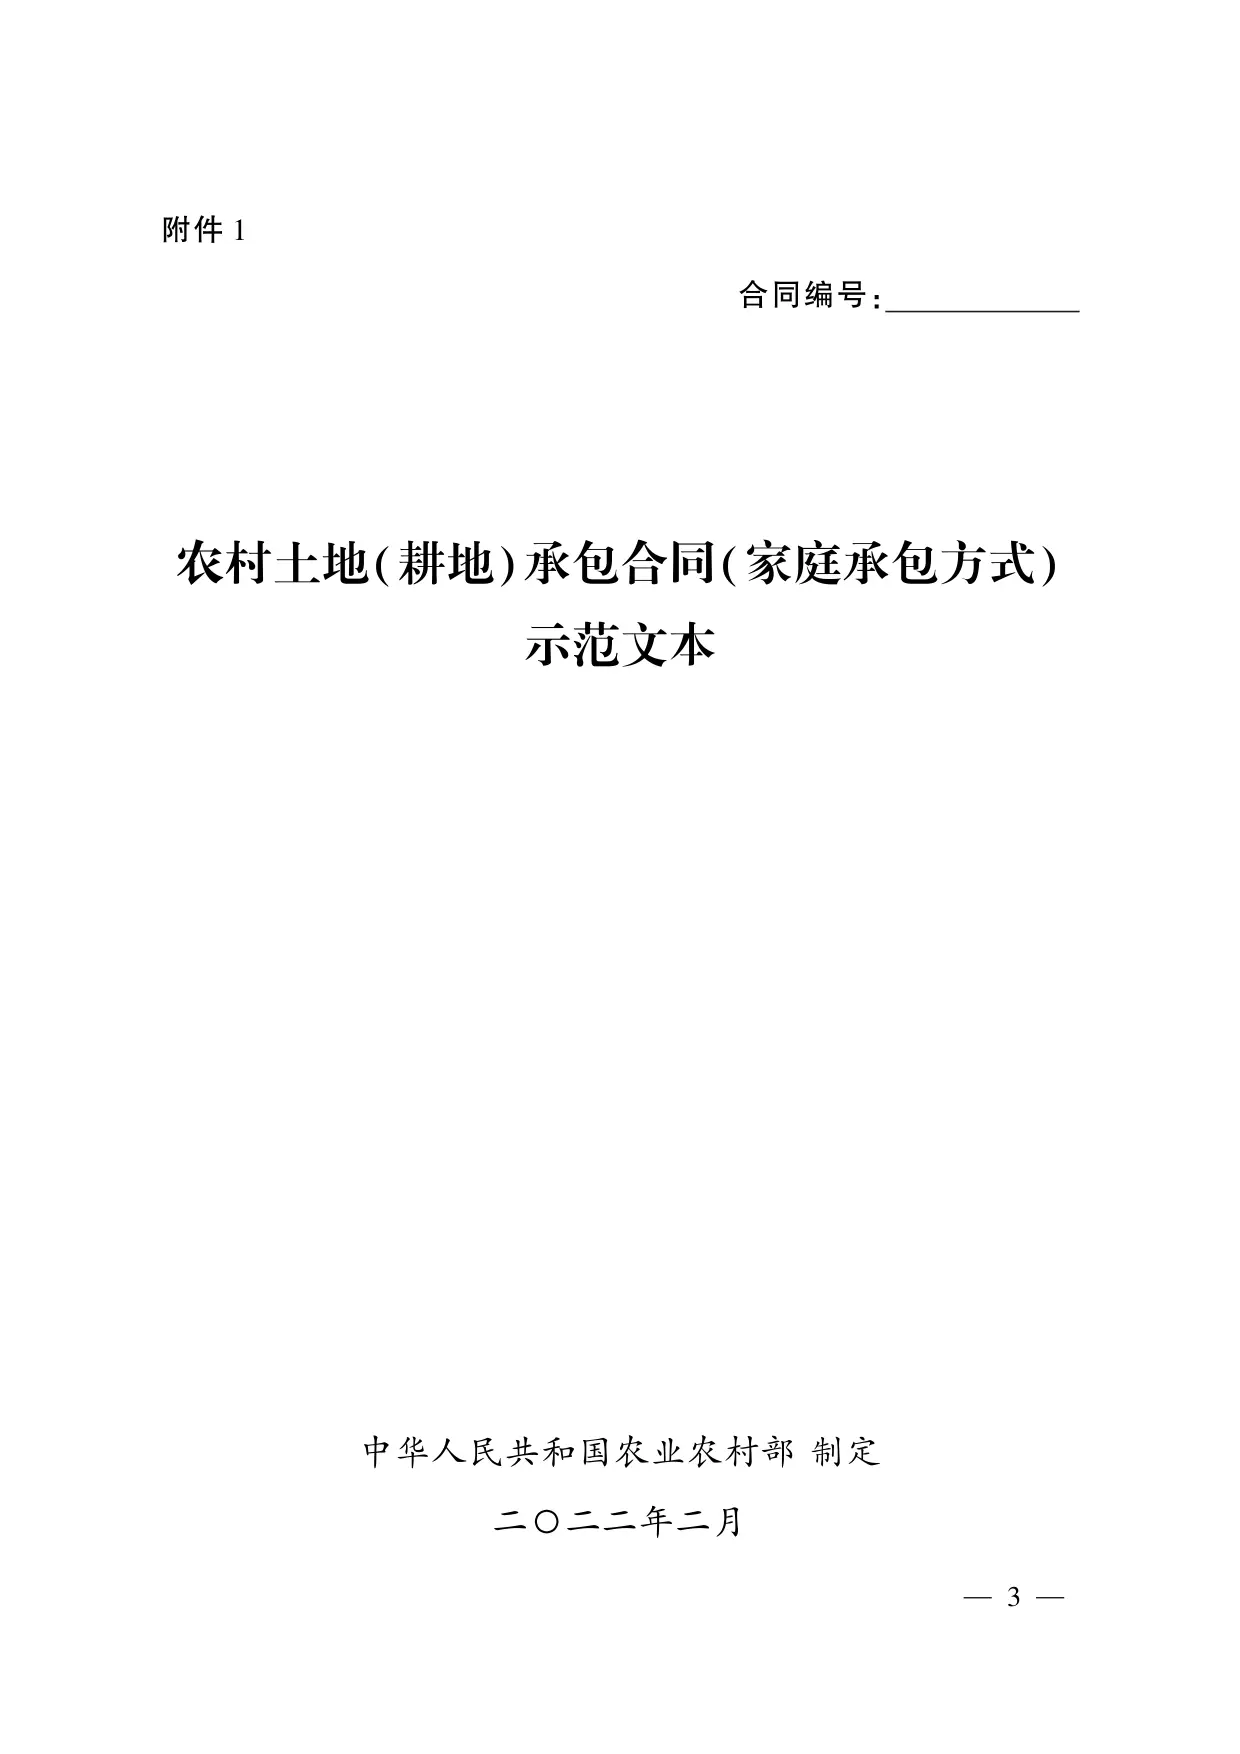 附件 1
合同编号:____________
农村土地(耕地)承包合同(家庭承包方式)
示范文本
中华人民共和国农业农村部 制定
二〇二二年二月
— 3 —